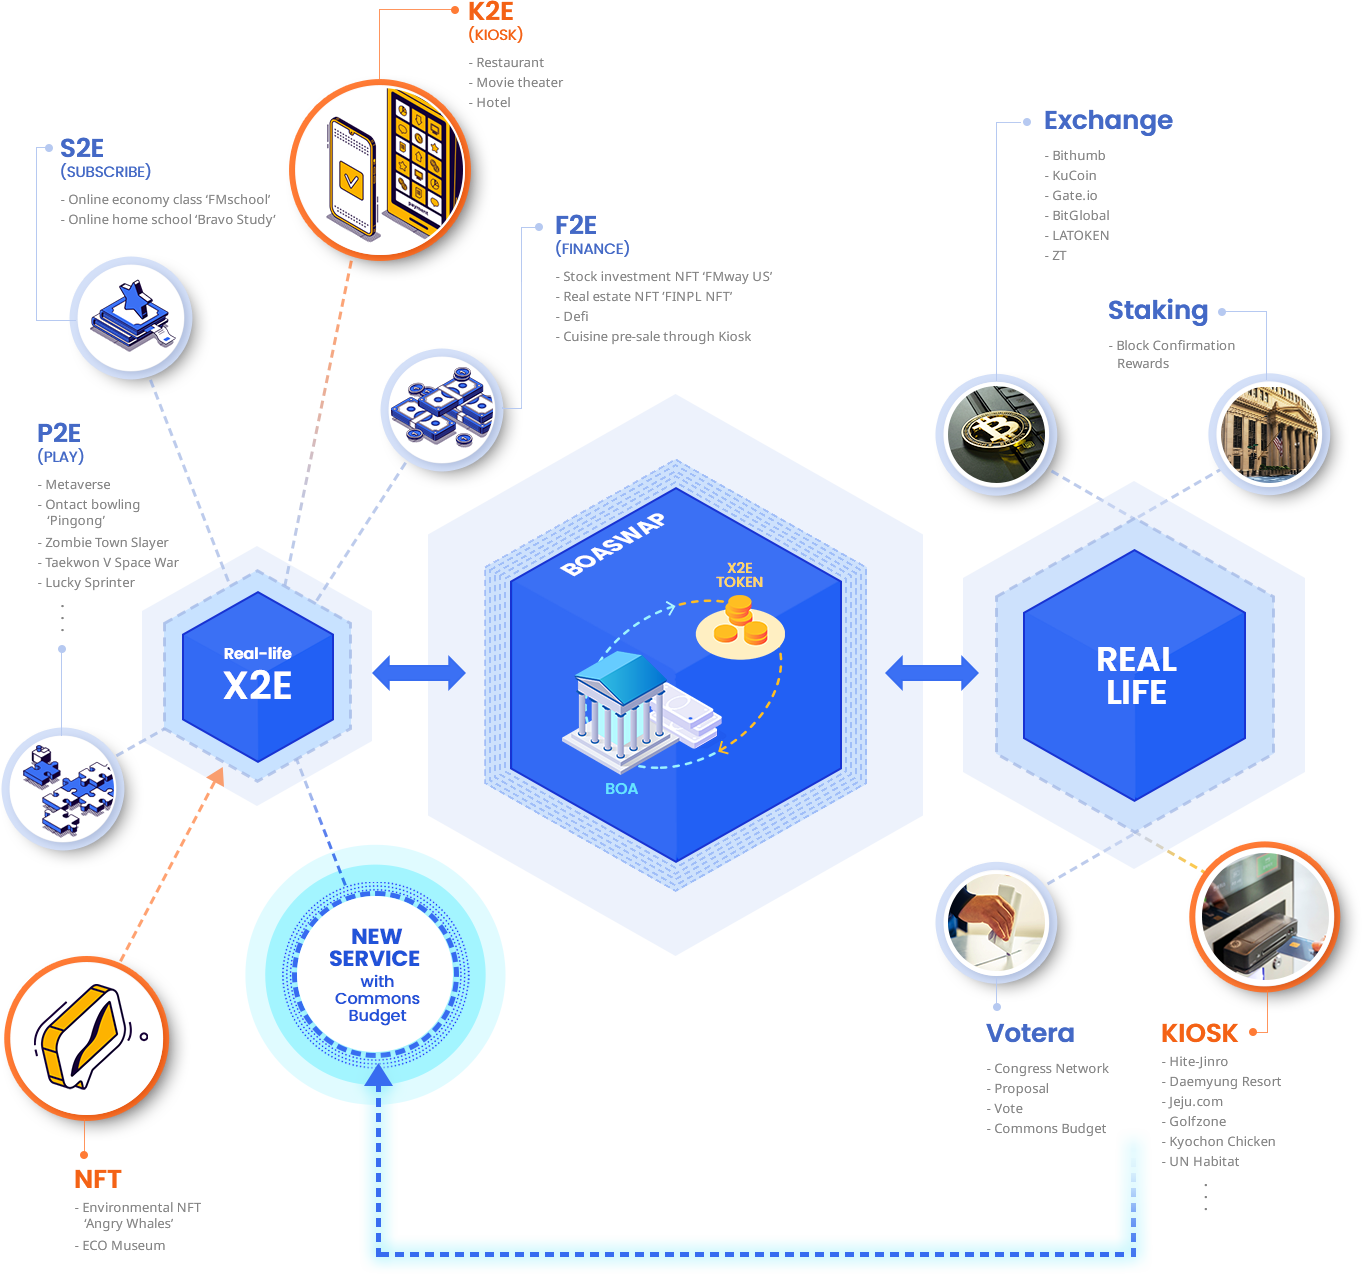 K2E
(KIOSK)
- Restaurant
- Movie theater
- Hotel
payment
S2E
(SUBSCRIBE)
- Online economy class ‘FMschool’
- Online home school ‘Bravo Study’
F2E
(FINANCE)
- Stock investment NFT ‘FMway US’
- Real estate NFT ‘FINPL NFT’
- Defi
- Cuisine pre-sale through Kiosk
Exchange
- Bithumb
- KuCoin
- Gate.io
- BitGlobal
- LATOKEN
- ZT
Staking
- Block Confirmation
Rewards
P2E
(PLAY)
- Metaverse
- Ontact bowling
‘Pingong’
- Zombie Town Slayer
- Taekwon V Space War
- Lucky Sprinter
Real-life
X2E
BOASWAP
X2E
TOKEN
BOA
REAL
LIFE
NEW
SERVICE
with
Commons
Budget
NFT
- Environmental NFT
‘Angry Whales’
- ECO Museum
Votera
- Congress Network
- Proposal
- Vote
- Commons Budget
KIOSK
- Hite-Jinro
- Daemyung Resort
- Jeju.com
- Golfzone
- Kyochon Chicken
- UN Habitat